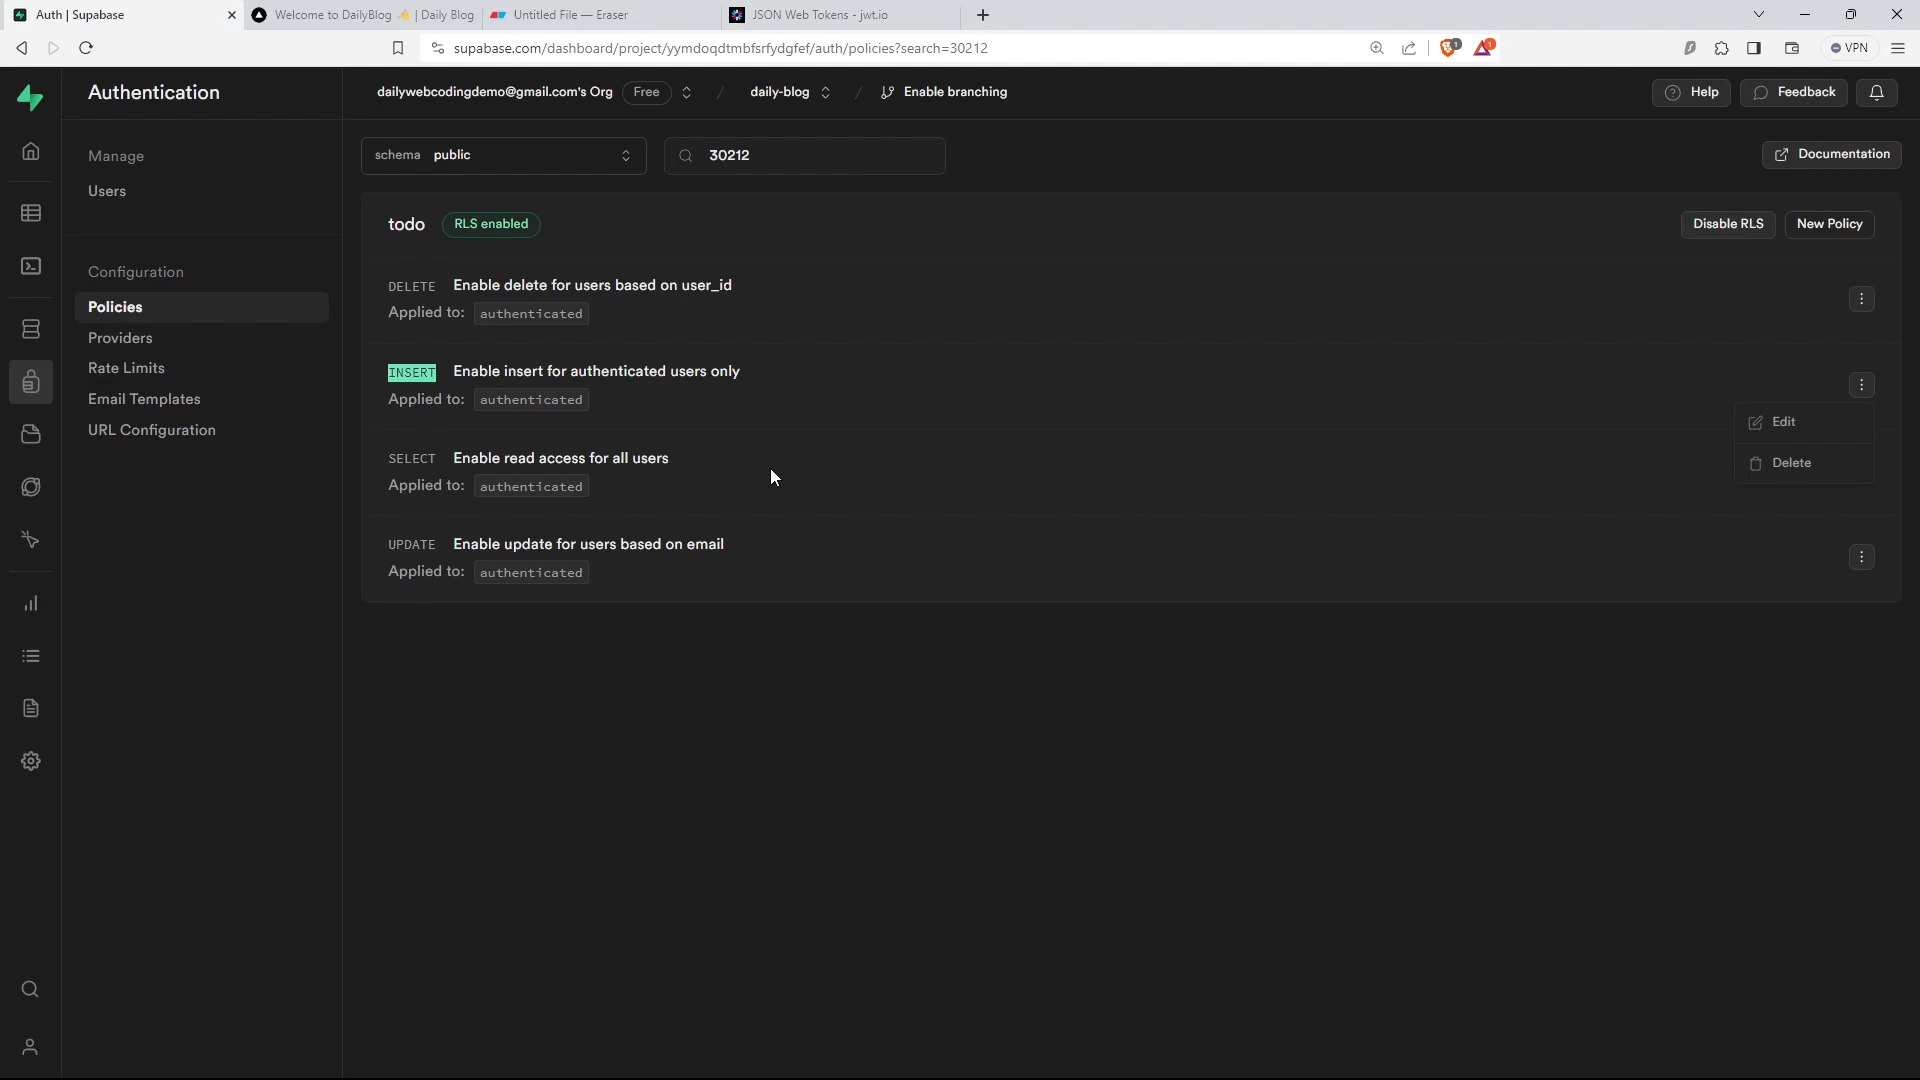 Auth | Supabase
Welcome to DailyBlog 👋 | Daily Blog
Untitled File — Eraser
JSON Web Tokens - jwt.io
supabase.com/dashboard/project/yymdoqdtmbfsrfydgfef/auth/policies?search=30212
1
1
VPN
Authentication
dailywebcodingdemo@gmail.com's Org Free / daily-blog / Enable branching
Help
Feedback
Manage
Users
Configuration
Policies
Providers
Rate Limits
Email Templates
URL Configuration
schema public
30212
Documentation
todo RLS enabled
Disable RLS
New Policy
DELETE Enable delete for users based on user_id
Applied to: authenticated
INSERT Enable insert for authenticated users only
Applied to: authenticated
Edit
Delete
SELECT Enable read access for all users
Applied to: authenticated
UPDATE Enable update for users based on email
Applied to: authenticated